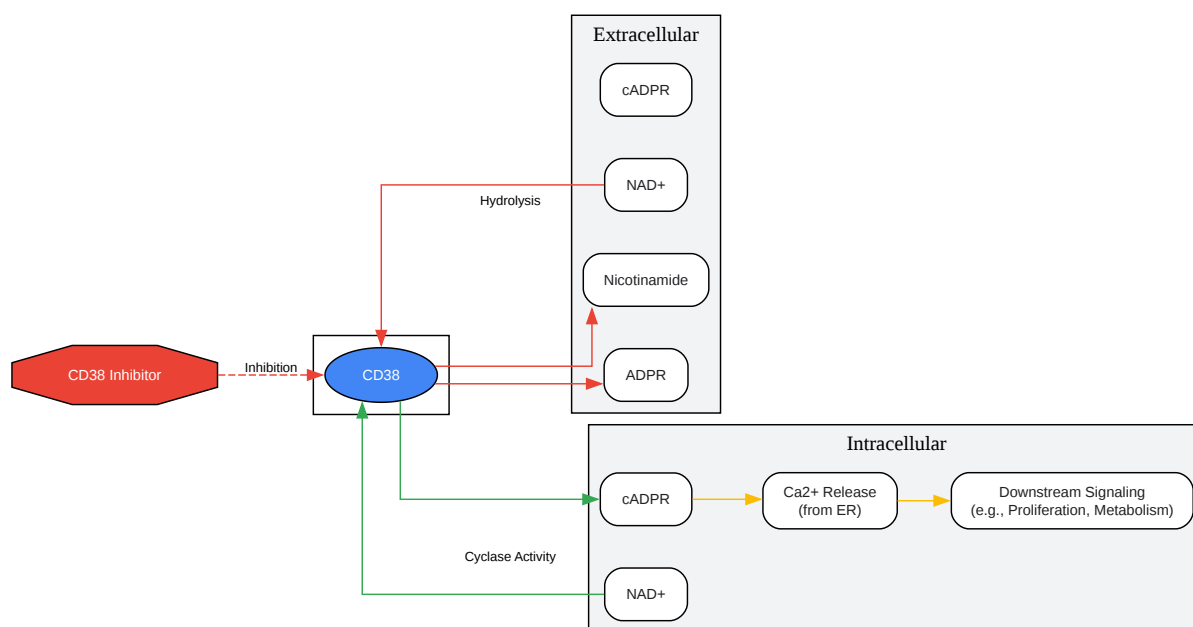 Extracellular
cADPR
NAD+
Hydrolysis
Nicotinamide
CD38 Inhibitor
Inhibition
CD38
ADPR
Intracellular
cADPR
Ca2+ Release
(from ER)
Downstream Signaling
(e.g., Proliferation, Metabolism)
Cyclase Activity
NAD+